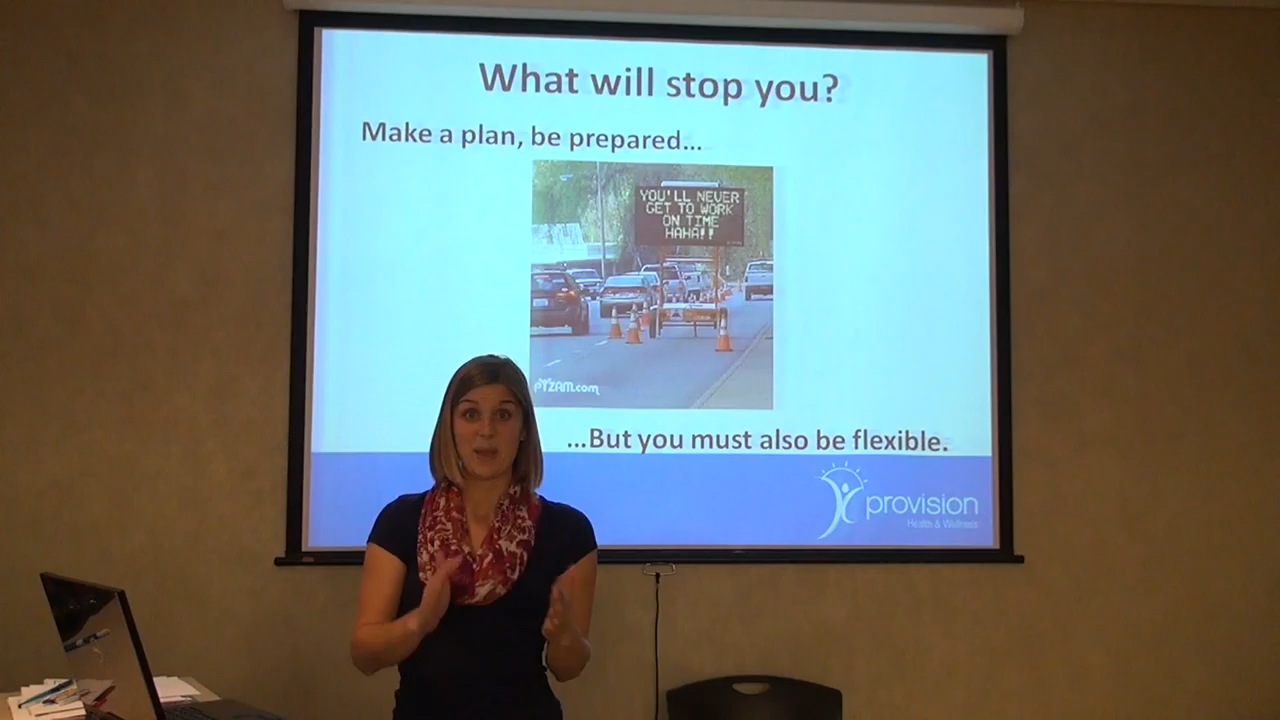 What will stop you?
Make a plan, be prepared...
YOU'LL NEVER
GET TO WORK
ON TIME
HAHA!!
PYZAM.com
...But you must also be flexible.
provision
Health & Wellness